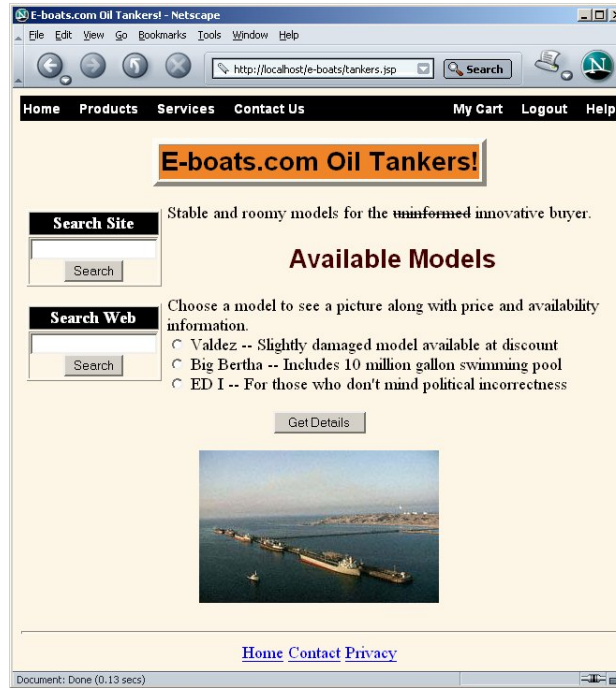 E-boats.com Oil Tankers! - Netscape
File Edit View Go Bookmarks Tools Window Help
http://localhost/e-boats/tankers.jsp Search
Home Products Services Contact Us My Cart Logout Help
E-boats.com Oil Tankers!
Stable and roomy models for the uninformed innovative buyer.
Search Site
Search
Available Models
Search Web
Search
Choose a model to see a picture along with price and availability
information.
Valdez -- Slightly damaged model available at discount
Big Bertha -- Includes 10 million gallon swimming pool
ED I -- For those who don't mind political incorrectness
Get Details
Home Contact Privacy
Document: Done (0.13 secs)